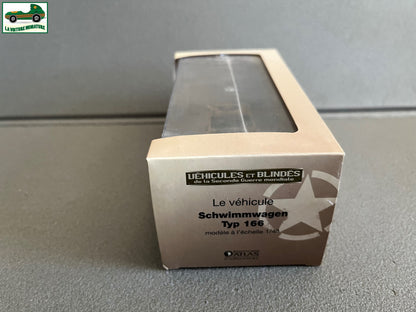 LA VOITURE MINIATURE
VÉHICULES ET BLINDÉS
de la Seconde Guerre mondiale
Le véhicule
Schwimmwagen
Typ 166
modèle à l'échelle 1/43
ATLAS